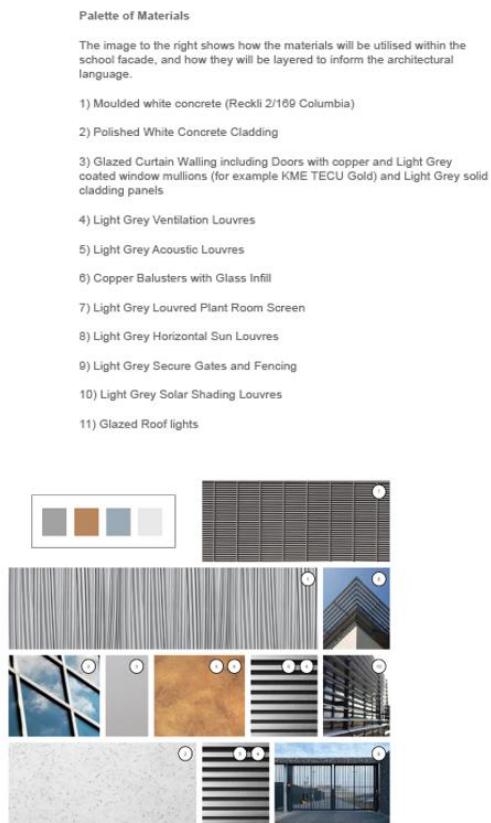 Palette of Materials
The image to the right shows how the materials will be utilised within the
school facade, and how they will be layered to inform the architectural
language.
1) Moulded white concrete (Reckli 2/169 Columbia)
2) Polished White Concrete Cladding
3) Glazed Curtain Walling including Doors with copper and Light Grey
coated window mullions (for example KME TECU Gold) and Light Grey solid
cladding panels
4) Light Grey Ventilation Louvres
5) Light Grey Acoustic Louvres
6) Copper Balusters with Glass Infill
7) Light Grey Louvred Plant Room Screen
8) Light Grey Horizontal Sun Louvres
9) Light Grey Secure Gates and Fencing
10) Light Grey Solar Shading Louvres
11) Glazed Roof lights
7
1
10